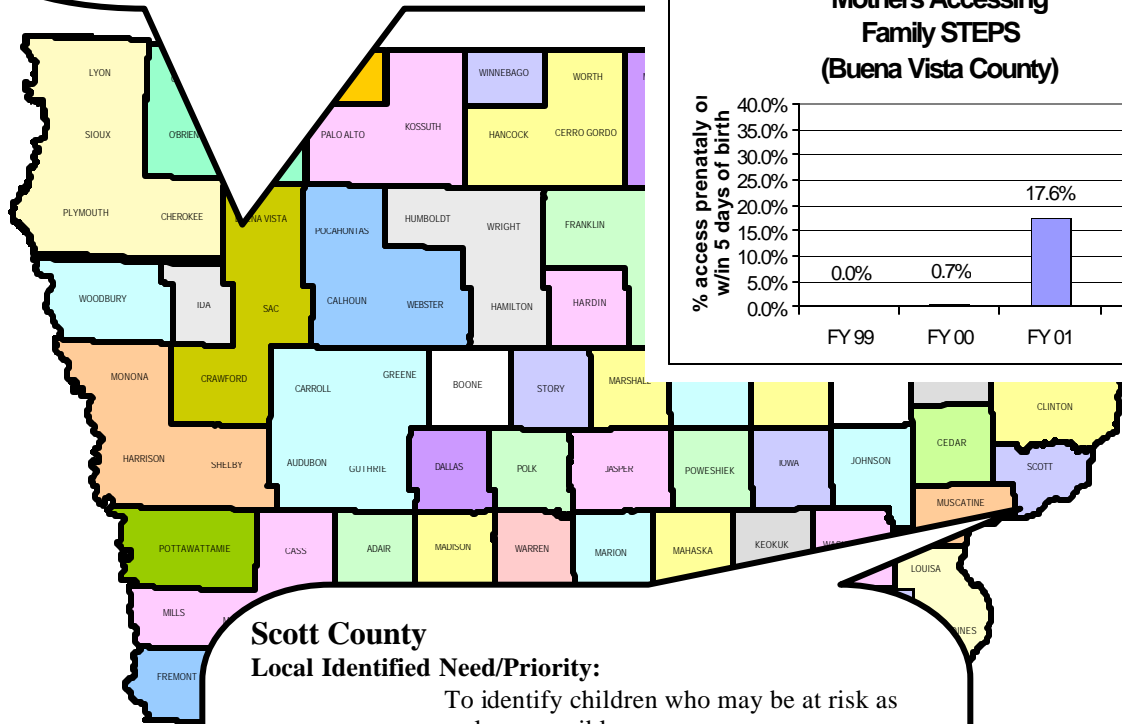 Mothers Accessing
Family STEPS
(Buena Vista County)
% access prenataly or
w/in 5 days of birth
40.0%
35.0%
30.0%
25.0%
20.0%
15.0%
10.0%
5.0%
0.0%
0.0%
0.7%
17.6%
FY 99
FY 00
FY 01
LYON
WINNEBAGO
WORTH
SIOUX
O'BRIEN
PALO ALTO
KOSSUTH
HANCOCK
CERRO GORDO
PLYMOUTH
CHEROKEE
BUENA VISTA
POCAHONTAS
HUMBOLDT
WRIGHT
FRANKLIN
WOODBURY
IDA
SAC
CALHOUN
WEBSTER
HAMILTON
HARDIN
MONONA
CRAWFORD
CARROLL
GREENE
BOONE
STORY
MARSHALL
CLINTON
HARRISON
SHELBY
AUDUBON
GUTHRIE
DALLAS
POLK
JASPER
POWESHIEK
IOWA
JOHNSON
CEDAR
SCOTT
MUSCATINE
POTTAWATTAMIE
CASS
ADAIR
MADISON
WARREN
MARION
MAHASKA
KEOKUK
LOUISA
MILLS
FREMONT
Scott County
Local Identified Need/Priority:
To identify children who may be at risk as